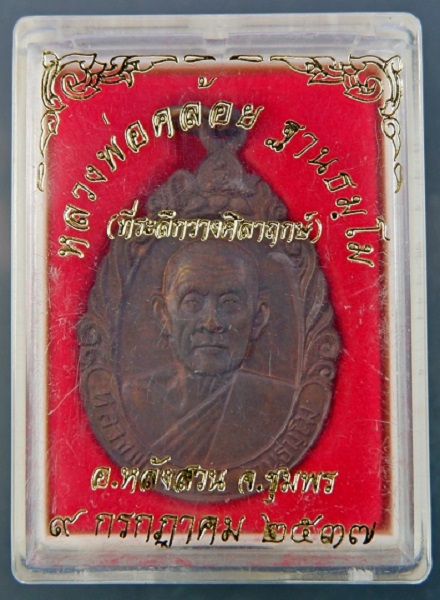 หลวงพ่อคล้อย ฐานธมฺโม
(ที่ระลึกวางศิลาฤกษ์)
อ.หลังสวน จ.ชุมพร
๙ กรกฎาคม ๒๕๓๗